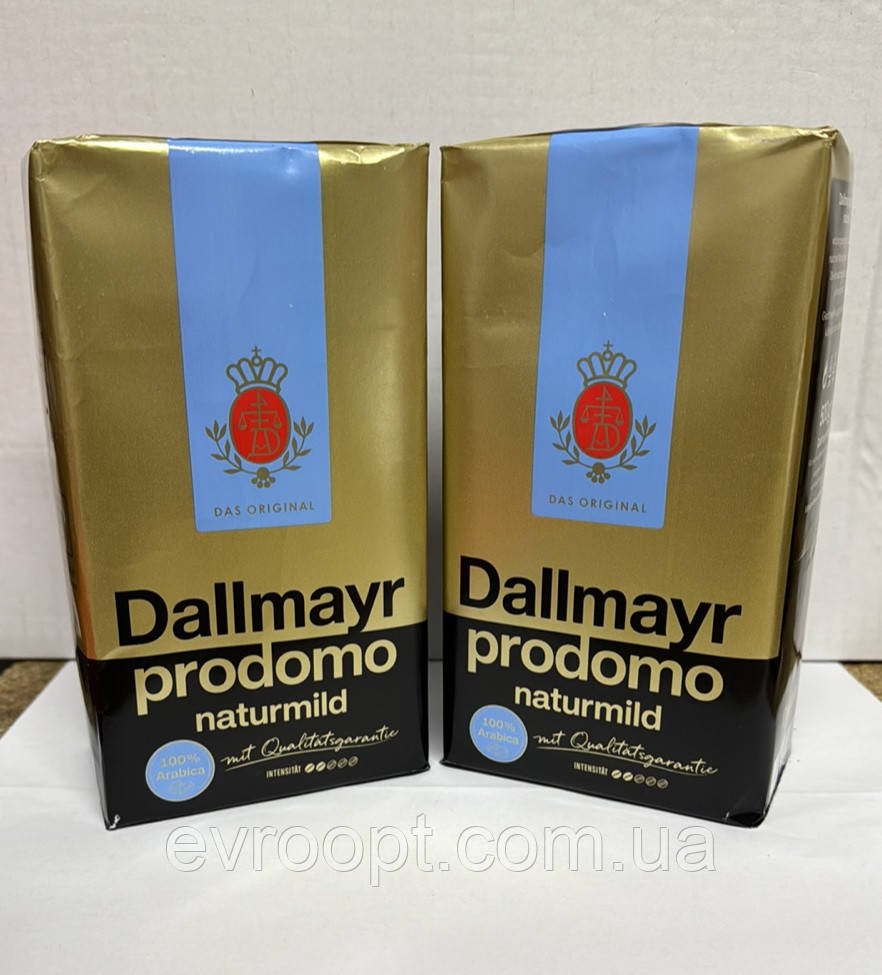 DAS ORIGINAL
Dallmayr
prodomo
naturmild
mit Qualitätsgarantie
100%
Arabica
INTENSITÄT
DAS ORIGINAL
Dallmayr
prodomo
naturmild
mit Qualitätsgarantie
100%
Arabica
INTENSITÄT
Dallmayr
evroopt.com.ua